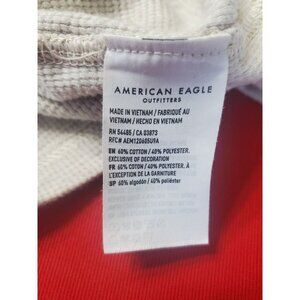 AMERICAN EAGLE
OUTFITTERS
MADE IN VIETNAM / FABRIQUÉ AU
VIETNAM / HECHO EN VIETNAM
RN 54485 / CA 03873
RFC# AEM120605U9A
EN 60% COTTON / 40% POLYESTER,
EXCLUSIVE OF DECORATION
FR 60% COTON / 40% POLYESTER, À
L'EXCEPTION DE LA GARNITURE
SP 60% algodón / 40% poliéster